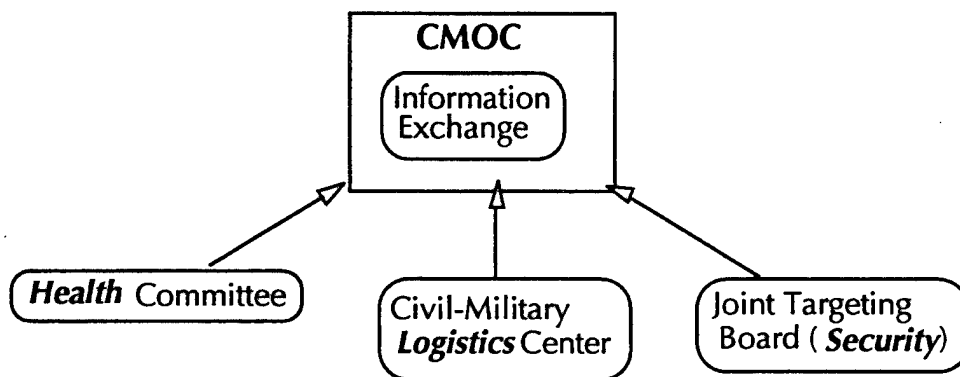 CMOC
Information
Exchange
Health Committee
Civil-Military
Logistics Center
Joint Targeting
Board ( Security)